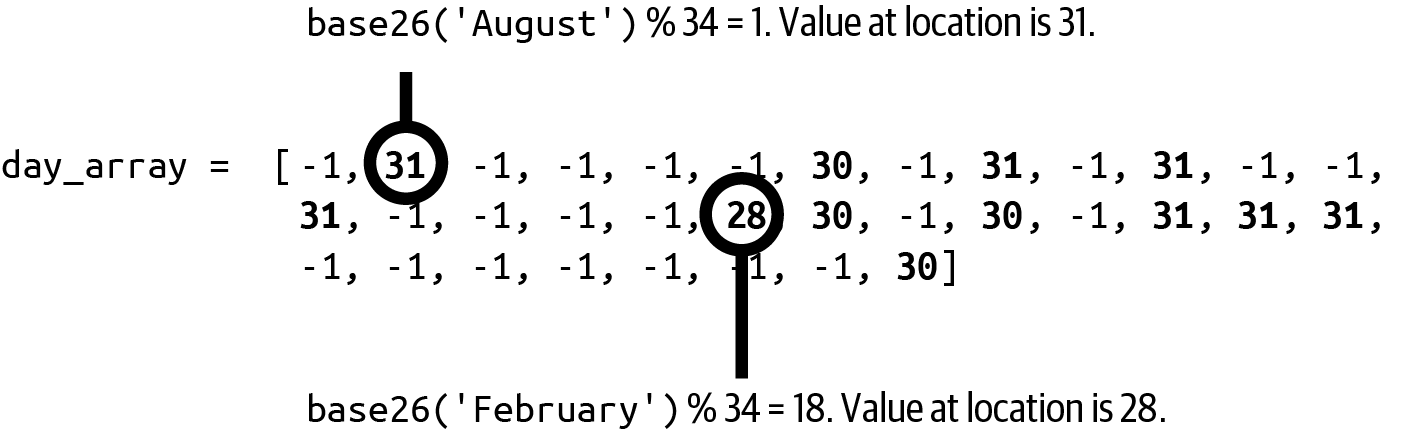 base26('August') % 34 = 1. Value at location is 31.
day_array = [ -1, 31 -1, -1, -1, -1, 30, -1, 31, -1, 31, -1, -1,
31, -1, -1, -1, -1, 28 30, -1, 30, -1, 31, 31, 31,
-1, -1, -1, -1, -1, -1, -1, 30]
base26('February') % 34 = 18. Value at location is 28.